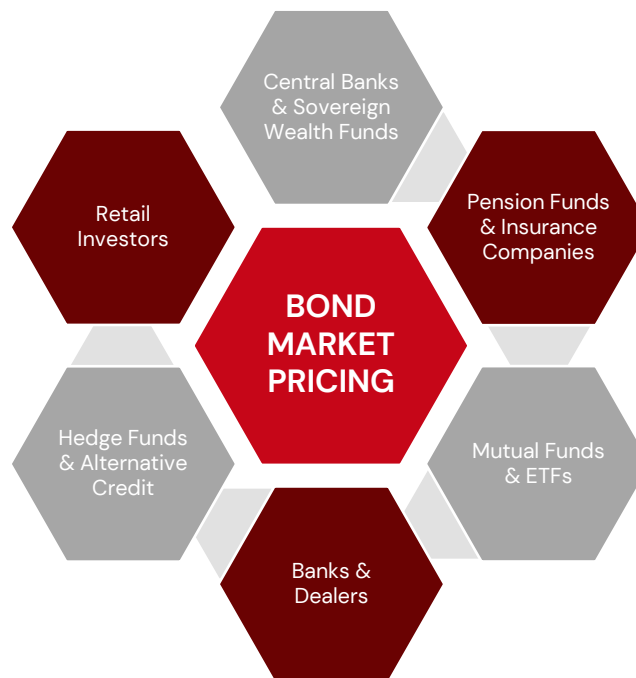 Central Banks
& Sovereign
Wealth Funds
Pension Funds
& Insurance
Companies
Retail
Investors
BOND
MARKET
PRICING
Hedge Funds
& Alternative
Credit
Mutual Funds
& ETFs
Banks &
Dealers